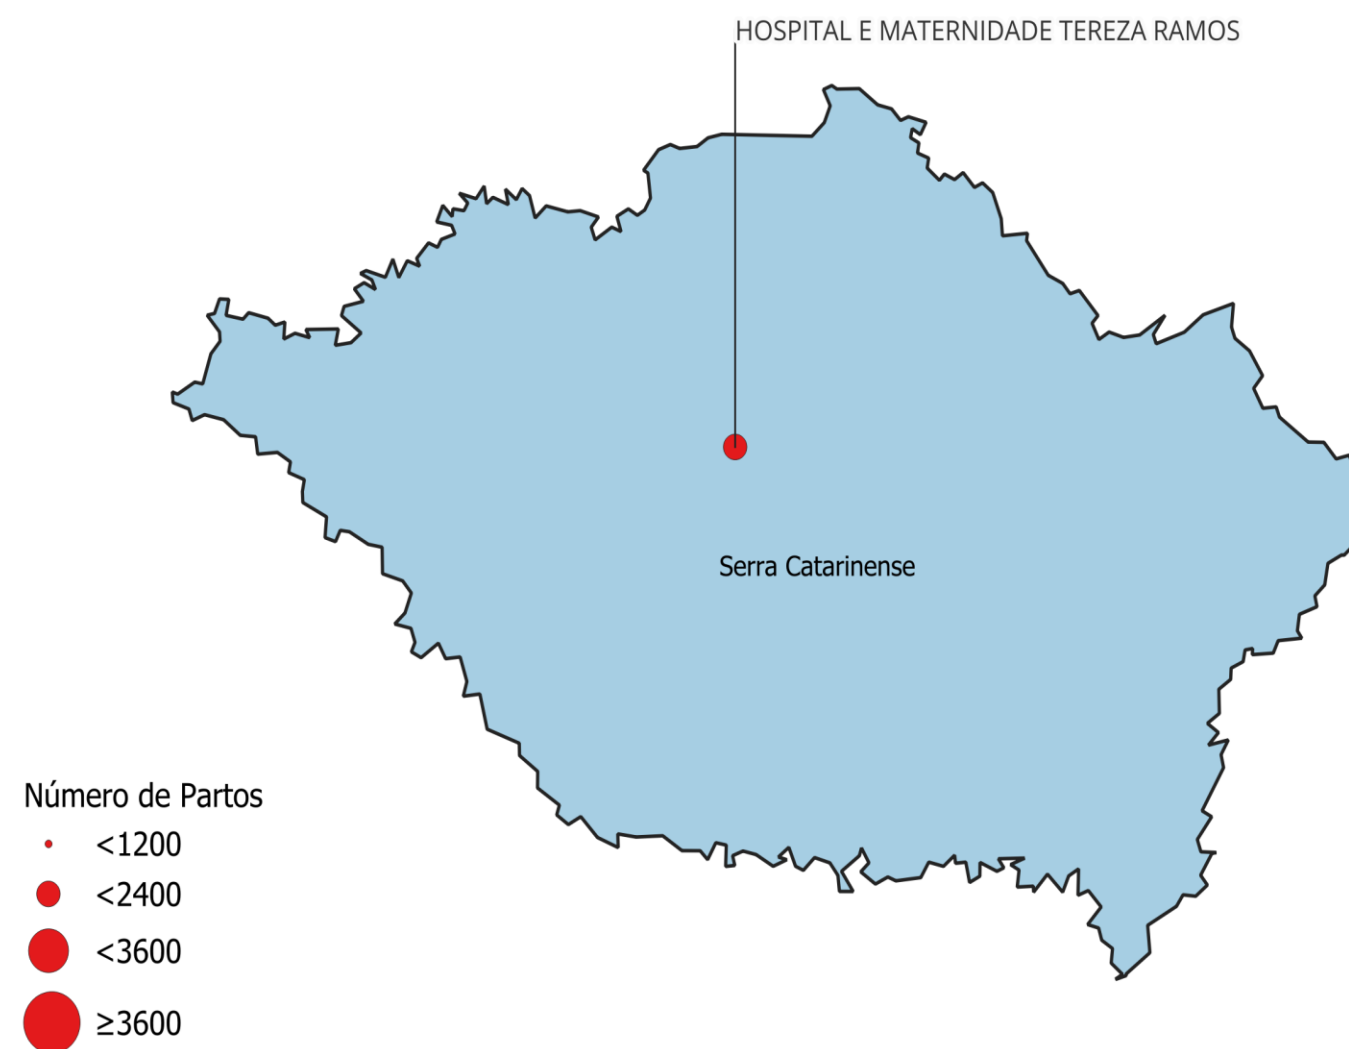 HOSPITAL E MATERNIDADE TEREZA RAMOS
Serra Catarinense
Número de Partos
<1200
<2400
<3600
≥3600